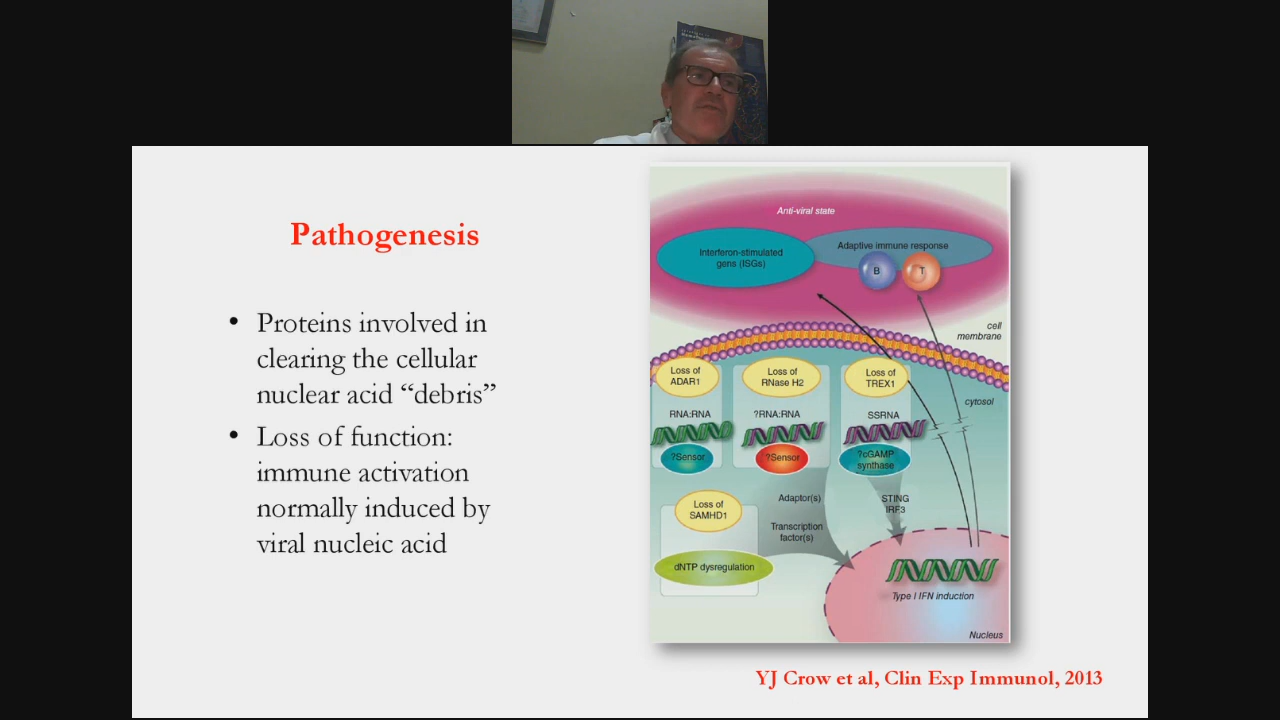 Pathogenesis
• Proteins involved in
clearing the cellular
nuclear acid “debris”
• Loss of function:
immune activation
normally induced by
viral nucleic acid
Anti-viral state
Interferon-stimulated
gens (ISGs)
Adaptive immune response
B
T
cell
membrane
Loss of
ADAR1
Loss of
RNase H2
Loss of
TREX1
cytosol
RNA:RNA
?RNA:RNA
SSRNA
?Sensor
?Sensor
?cGAMP
synthase
Loss of
SAMHD1
Adaptor(s)
Transcription
factor(s)
STING
IRF3
dNTP dysregulation
Type I IFN induction
Nucleus
YJ Crow et al, Clin Exp Immunol, 2013